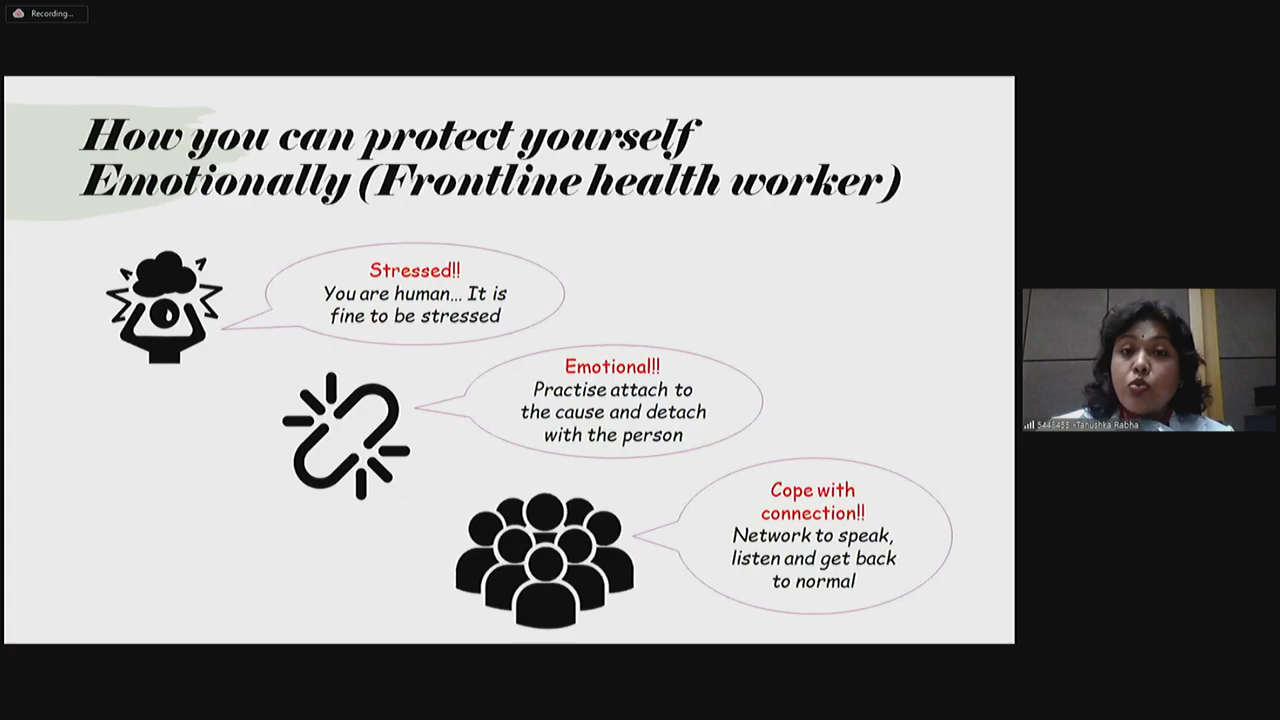 Recording...
How you can protect yourself
Emotionally (Frontline health worker)
Stressed!!
You are human... It is
fine to be stressed
Emotional!!
Practise attach to
the cause and detach
with the person
Cope with
connection!!
Network to speak,
listen and get back
to normal
5448455 -Tanushka Rabha